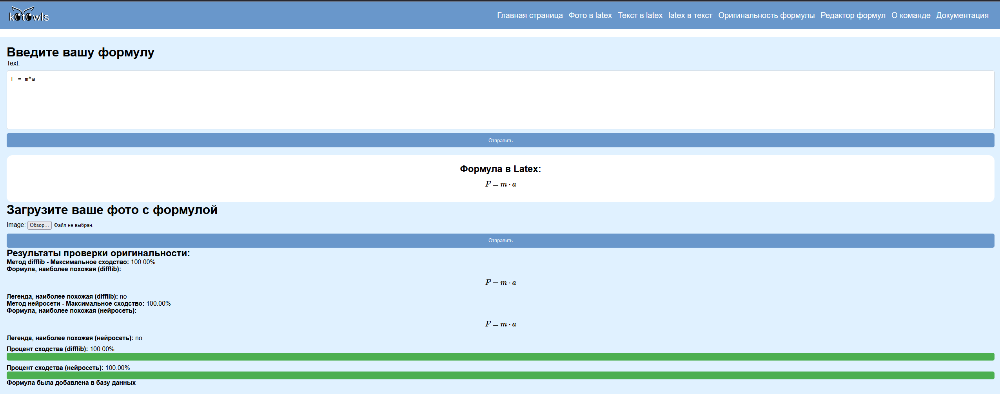 kotowls
Главная страница Фото в latex Текст в latex latex в текст Оригинальность формулы Редактор формул О команде Документация
Введите вашу формулу
Text:
F = m*a
Отправить
Формула в Latex:
F = m · a
Загрузите ваше фото с формулой
Image: Обзор... Файл не выбран.
Отправить
Результаты проверки оригинальности:
Метод difflib - Максимальное сходство: 100.00%
Формула, наиболее похожая (difflib):
F = m · a
Легенда, наиболее похожая (difflib): no
Метод нейросети - Максимальное сходство: 100.00%
Формула, наиболее похожая (нейросеть):
F = m · a
Легенда, наиболее похожая (нейросеть): no
Процент сходства (difflib): 100.00%
Процент сходства (нейросеть): 100.00%
Формула была добавлена в базу данных